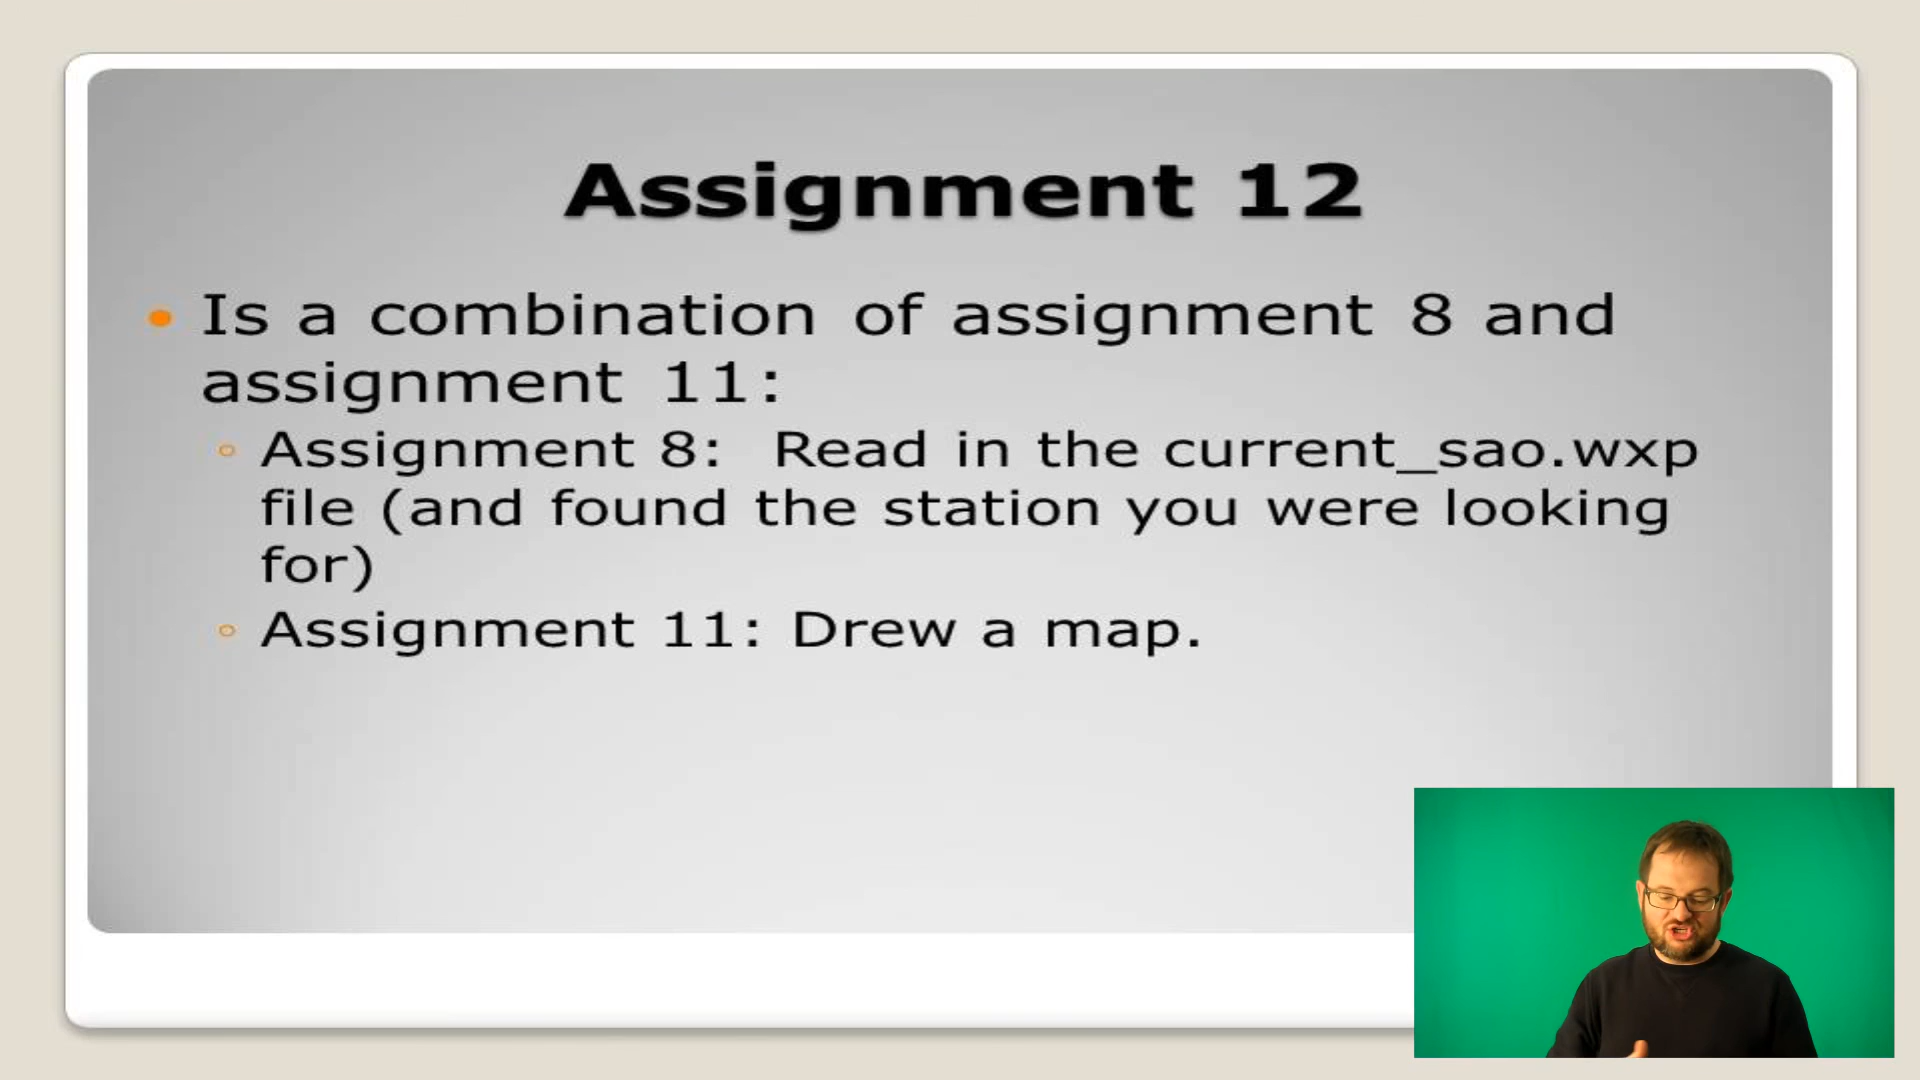 Assignment 12
Is a combination of assignment 8 and
assignment 11:
Assignment 8: Read in the current_sao.wxp
file (and found the station you were looking
for)
Assignment 11: Drew a map.